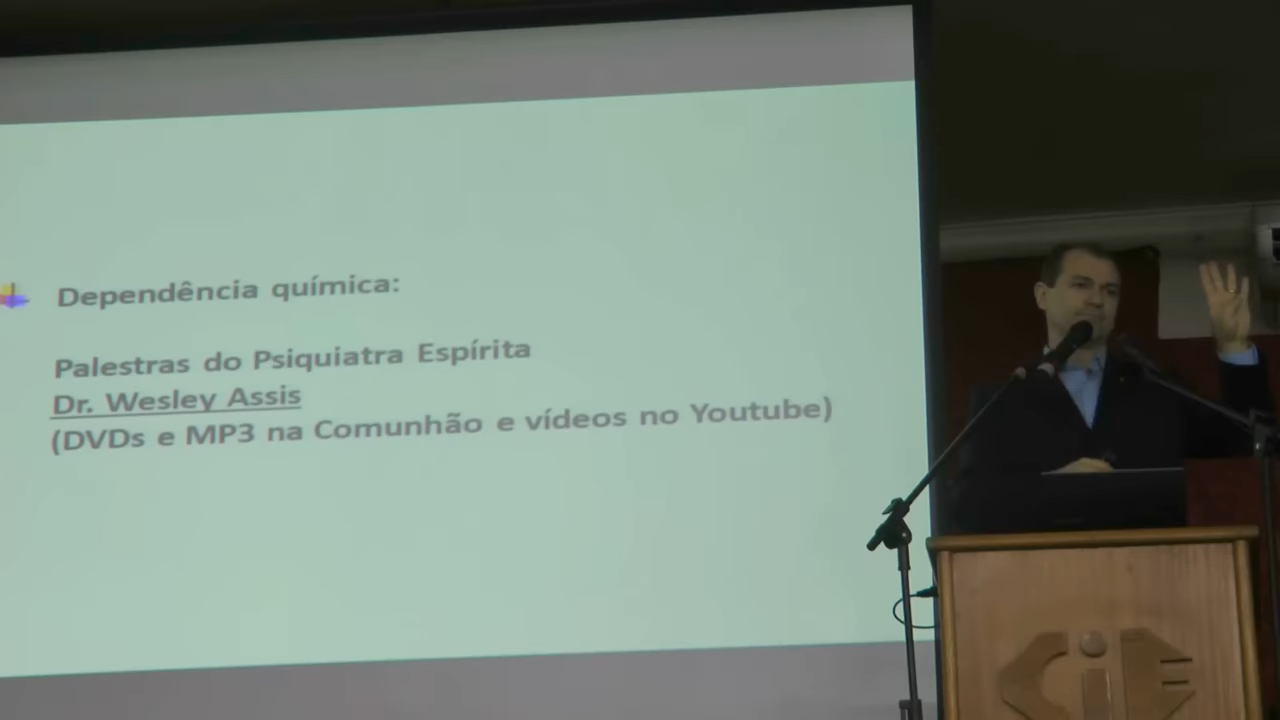 Dependência química:
Palestras do Psiquiatra Espírita
Dr. Wesley Assis
(DVDs e MP3 na Comunhão e vídeos no Youtube)